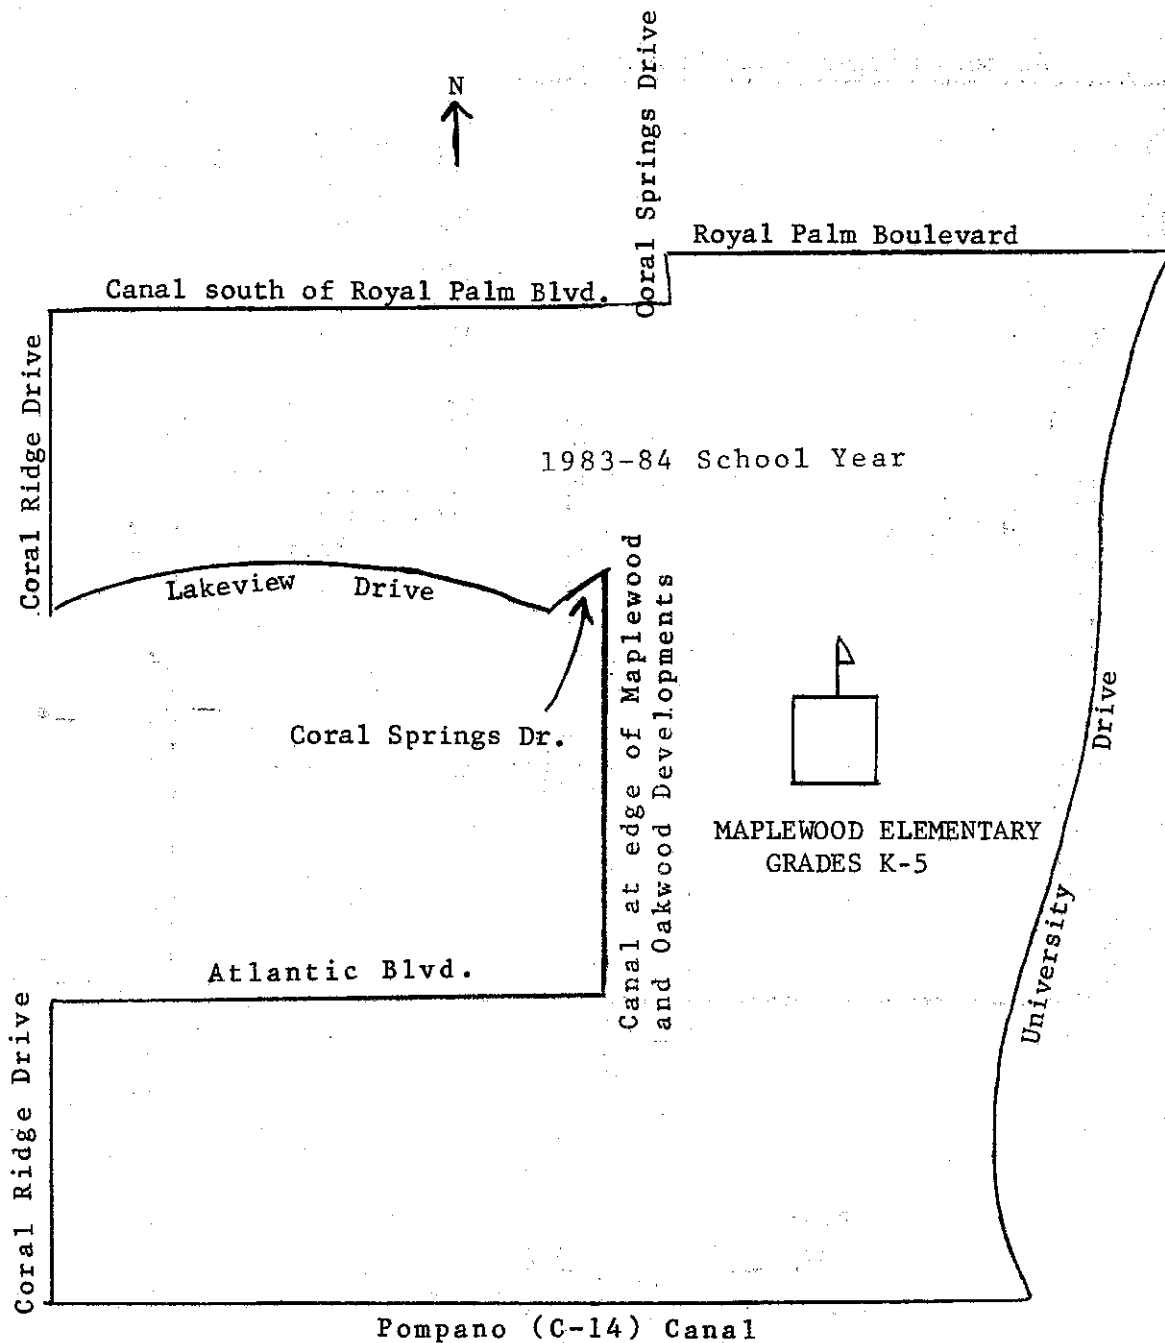 Coral Springs Drive
N
Royal Palm Boulevard
Canal south of Royal Palm Blvd.
Coral Ridge Drive
1983-84 School Year
Lakeview Drive
Canal at edge of Maplewood
and Oakwood Developments
Coral Springs Dr.
Drive
MAPLEWOOD ELEMENTARY
GRADES K-5
University
Atlantic Blvd.
Coral Ridge Drive
Pompano (C-14) Canal